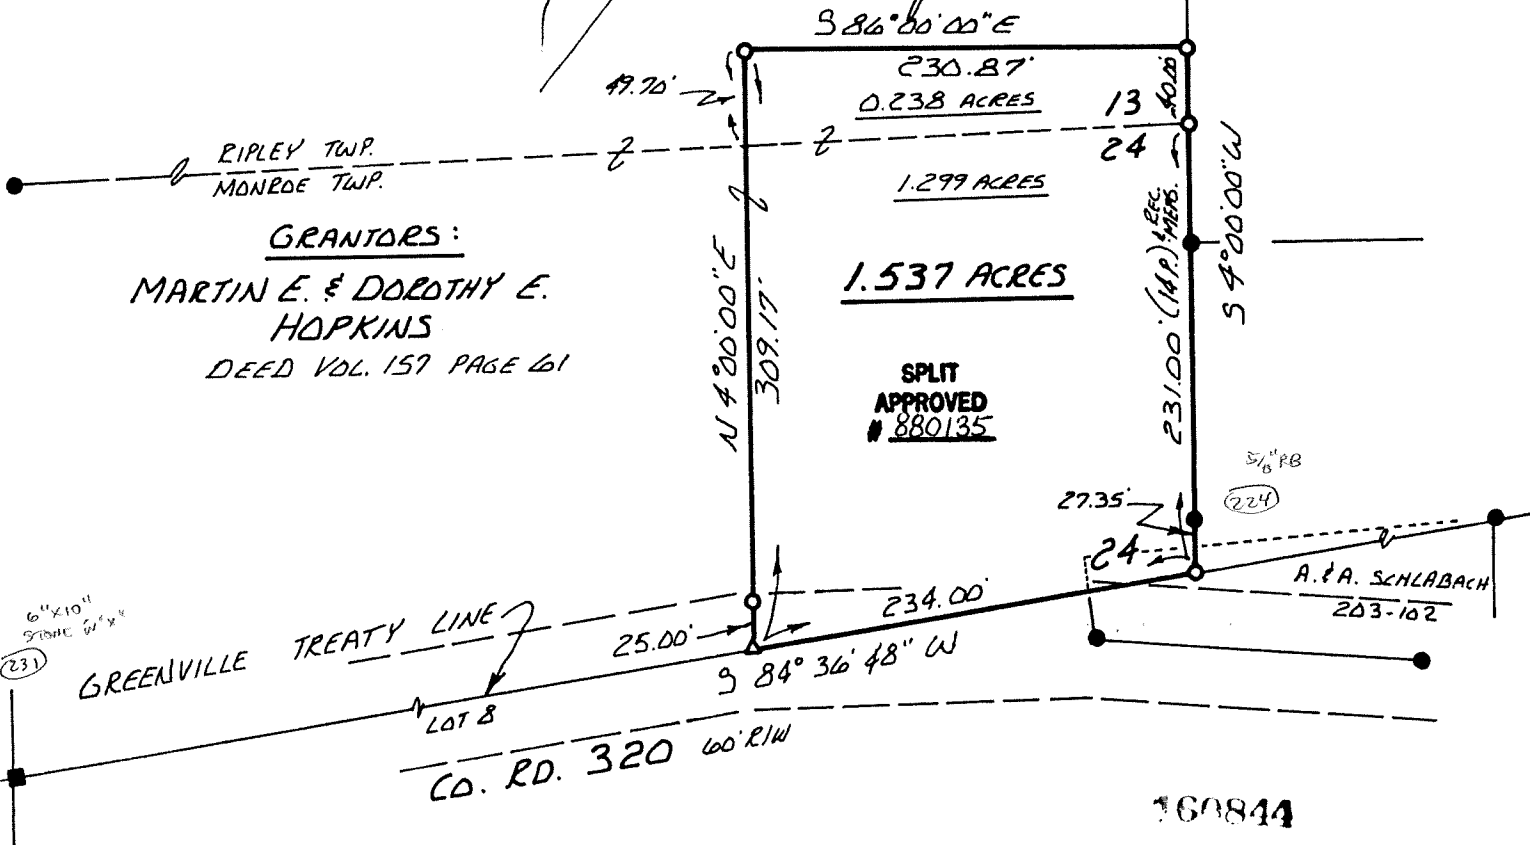 S 86°00'00" E
230.87'
49.70'
0.238 ACRES
13
40.00'
RIPLEY TWP.
MONROE TWP.
24
1.299 ACRES
S 4°00'00" W
GRANTORS:
MARTIN E. & DOROTHY E.
HOPKINS
DEED VOL. 157 PAGE 61
N 4°00'00" E
309.17'
1.537 ACRES
231.00' (14P.) REC. & MEAS.
SPLIT
APPROVED
# 880135
5/8" RB
224
27.35'
24
A. & A. SCHLABACH
203-102
6"X10"
STONE W"X"
231
GREENVILLE TREATY LINE
25.00'
234.00'
S 84° 36' 48" W
LOT 8
CO. RD. 320 60' R/W
160844